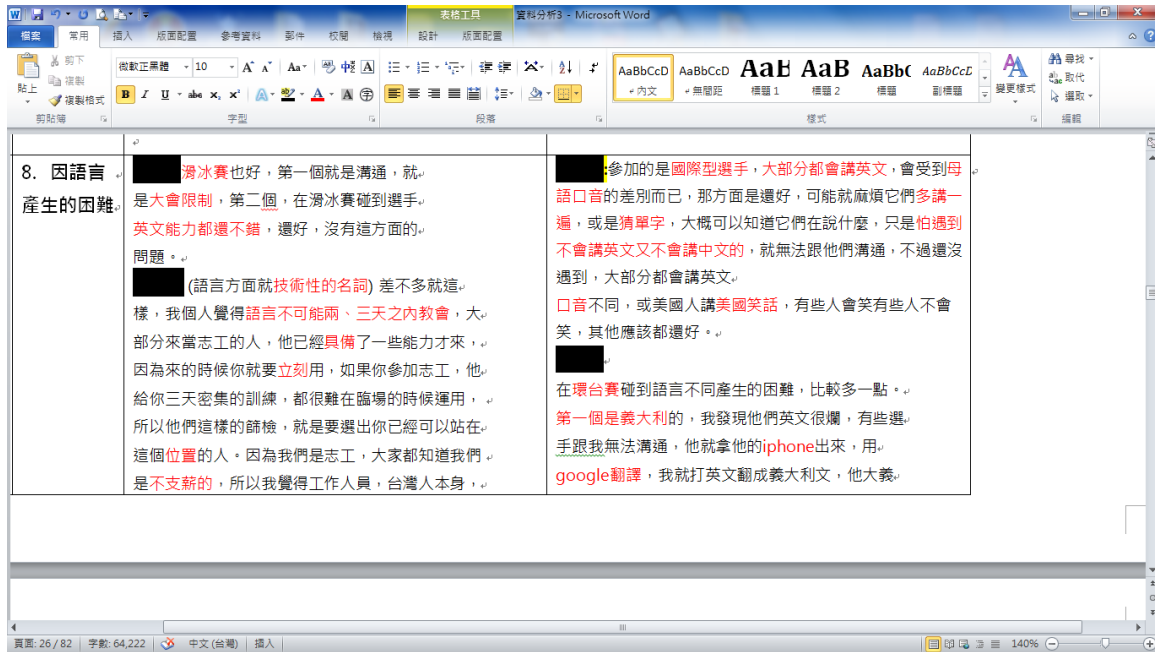 表格工具
資料分析3 - Microsoft Word
檔案 常用 插入 版面配置 參考資料 郵件 校閱 檢視 設計 版面配置
貼上
剪下
複製
複製格式
剪貼簿
微軟正黑體 10
字型
段落
AaBbCcD 內文
AaBbCcD 無間距
AaB 標題 1
AaB 標題 2
AaBb( 標題
AaBbCcD 副標題
變更樣式
樣式
尋找
取代
選取
編輯
8. 因語言
產生的困難
滑冰賽也好，第一個就是溝通，就
是大會限制，第二個，在滑冰賽碰到選手
英文能力都還不錯，還好，沒有這方面的
問題。
(語言方面就技術性的名詞) 差不多就這
樣，我個人覺得語言不可能兩、三天之內教會，大
部分來當志工的人，他已經具備了一些能力才來，
因為來的時候你就要立刻用，如果你參加志工，他
給你三天密集的訓練，都很難在臨場的時候運用，
所以他們這樣的篩檢，就是要選出你已經可以站在
這個位置的人。因為我們是志工，大家都知道我們
是不支薪的，所以我覺得工作人員，台灣人本身，
:參加的是國際型選手，大部分都會講英文，會受到母
語口音的差別而已，那方面是還好，可能就麻煩它們多講一
遍，或是猜單字，大概可以知道它們在說什麼，只是怕遇到
不會講英文又不會講中文的，就無法跟他們溝通，不過還沒
遇到，大部分都會講英文
口音不同，或美國人講美國笑話，有些人會笑有些人不會
笑，其他應該都還好。
在環台賽碰到語言不同產生的困難，比較多一點。
第一個是義大利的，我發現他們英文很爛，有些選
手跟我無法溝通，他就拿他的iphone出來，用
google翻譯，我就打英文翻成義大利文，他大義
頁面: 26 / 82 字數: 64,222 中文 (台灣) 插入 140%